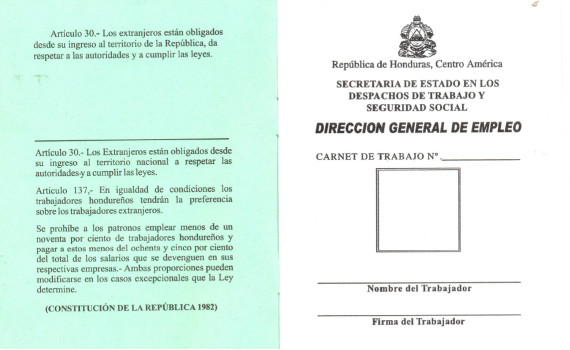 Artículo 30.- Los extranjeros están obligados
desde su ingreso al territorio de la República, da
respetar a las autoridades y a cumplir las leyes.
Artículo 30.- Los Extranjeros están obligados desde
su ingreso al territorio nacional a respetar las
autoridades y a cumplir las leyes.
Artículo 137,- En igualdad de condiciones los
trabajadores hondureños tendrán la preferencia
sobre los trabajadores extranjeros.
Se prohibe a los patronos emplear menos de un
noventa por ciento de trabajadores hondureños y
pagar a estos menos del ochenta y cinco por ciento
del total de los salarios que se devenguen en sus
respectivas empresas.- Ambas proporciones pueden
modificarse en los casos excepcionales que la Ley
determine.
(CONSTITUCIÓN DE LA REPÚBLICA 1982)
República de Honduras, Centro América
SECRETARIA DE ESTADO EN LOS
DESPACHOS DE TRABAJO Y
SEGURIDAD SOCIAL
DIRECCION GENERAL DE EMPLEO
CARNET DE TRABAJO Nº.
Nombre del Trabajador
Firma del Trabajador